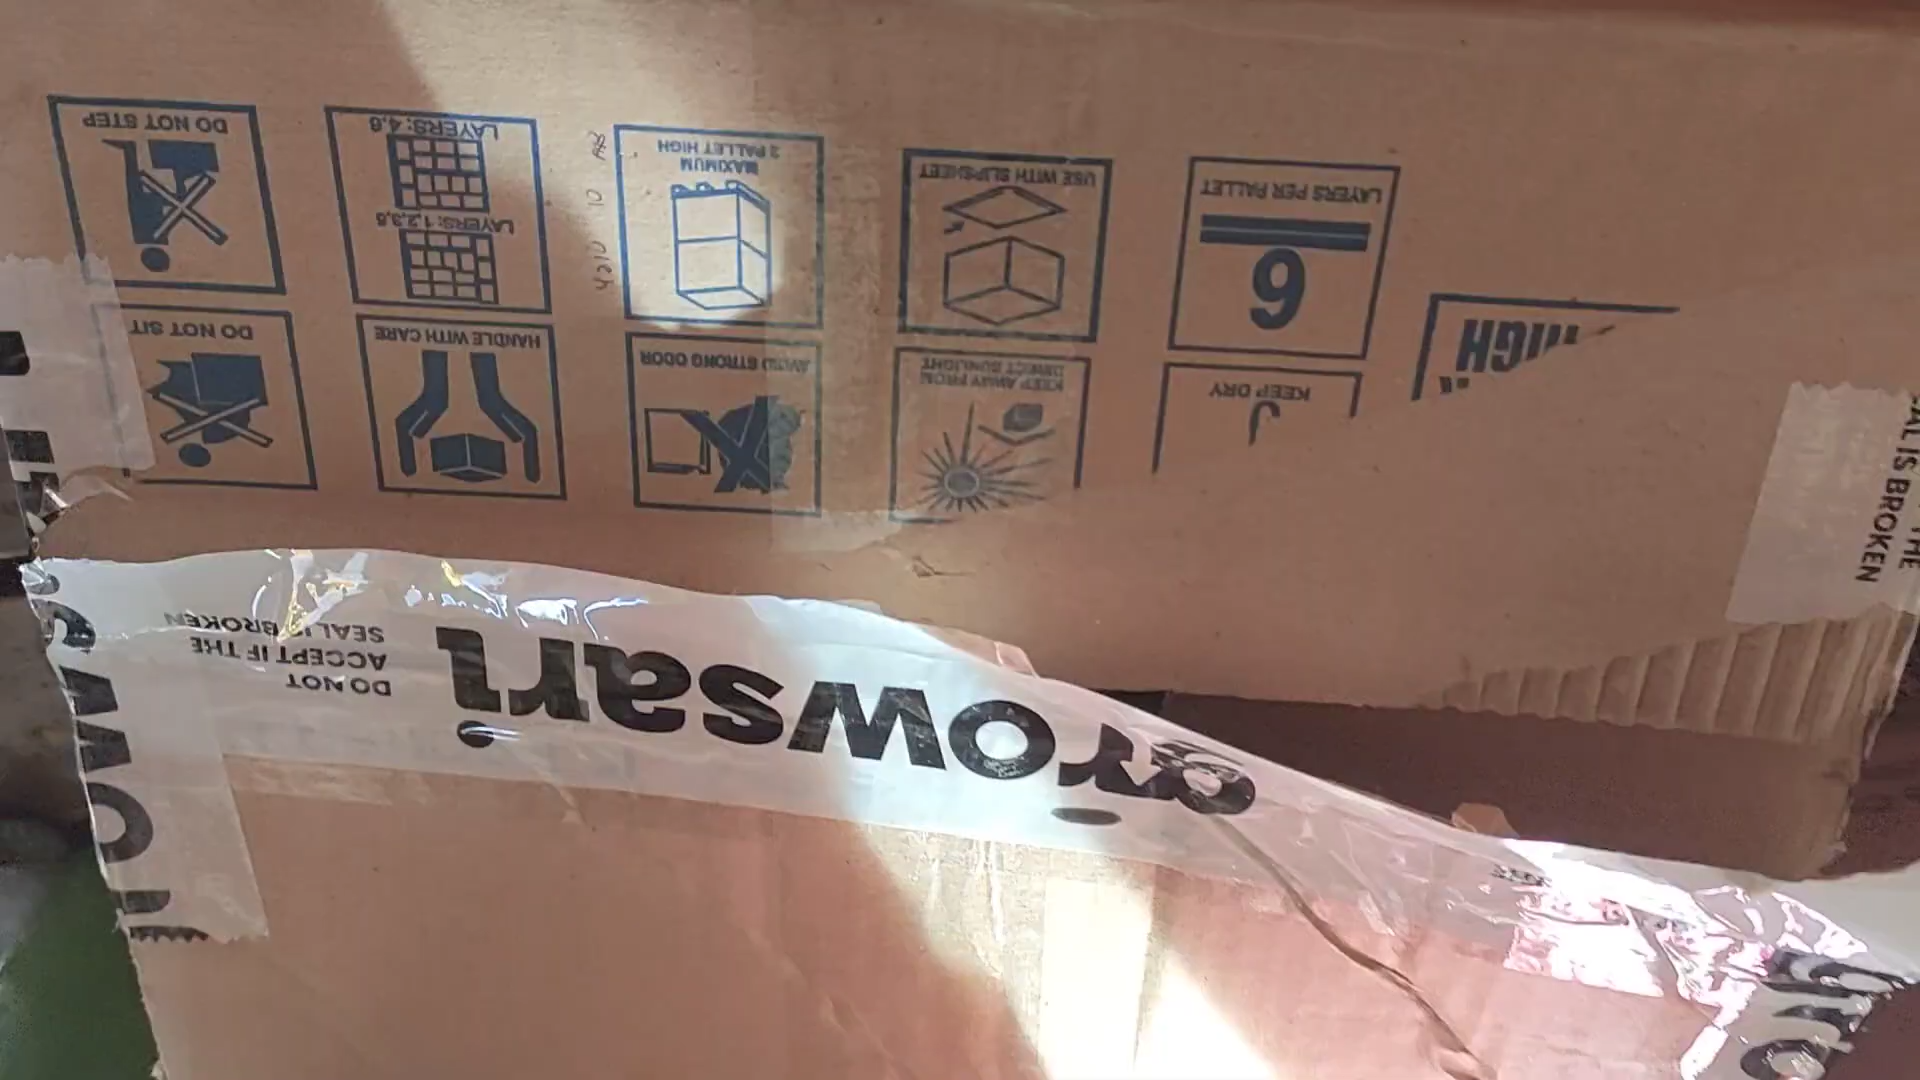 HIGH
KEEP DRY
KEEP AWAY FROM
DIRECT SUNLIGHT
AVOID STRONG ODOR
HANDLE WITH CARE
DO NOT SIT
6
LAYERS PER PALLET
USE WITH SLIPSHEET
MAXIMUM
2 PALLET HIGH
LAYERS: 1,2,3,5
LAYERS: 4,6
DO NOT STEP
growsari
DO NOT
ACCEPT IF THE
SEAL IS BROKEN
THE
SEAL IS BROKEN
gro